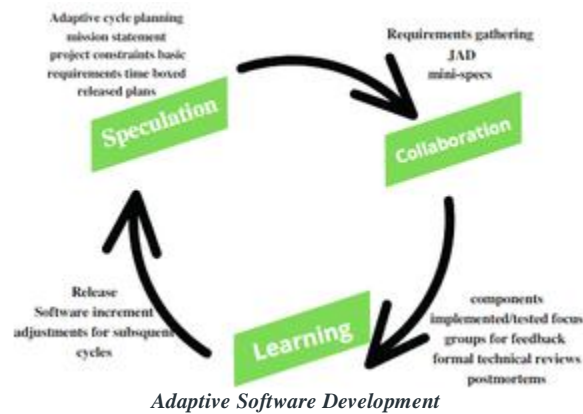 Adaptive cycle planning
mission statement
project constraints basic
requirements time boxed
released plans
Speculation
Requirements gathering
JAD
mini-specs
Collaboration
components
implemented/tested focus
groups for feedback
formal technical reviews
postmortems
Learning
Release
Software increment
adjustments for subsquent
cycles
Adaptive Software Development